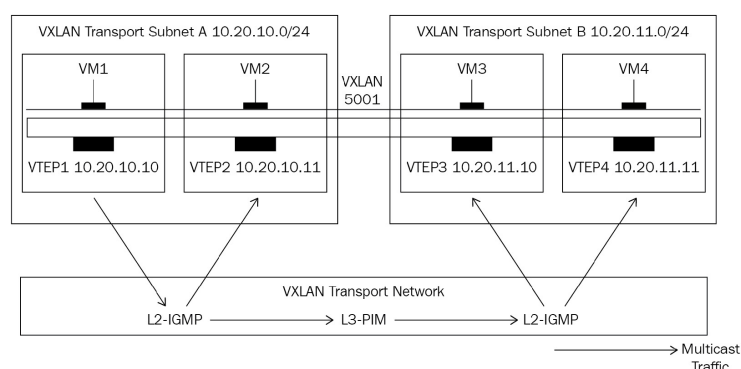 VXLAN Transport Subnet A 10.20.10.0/24
VXLAN Transport Subnet B 10.20.11.0/24
VM1
VM2
VXLAN
5001
VM3
VM4
VTEP1 10.20.10.10
VTEP2 10.20.10.11
VTEP3 10.20.11.10
VTEP4 10.20.11.11
VXLAN Transport Network
L2-IGMP
L3-PIM
L2-IGMP
Multicast
Traffic